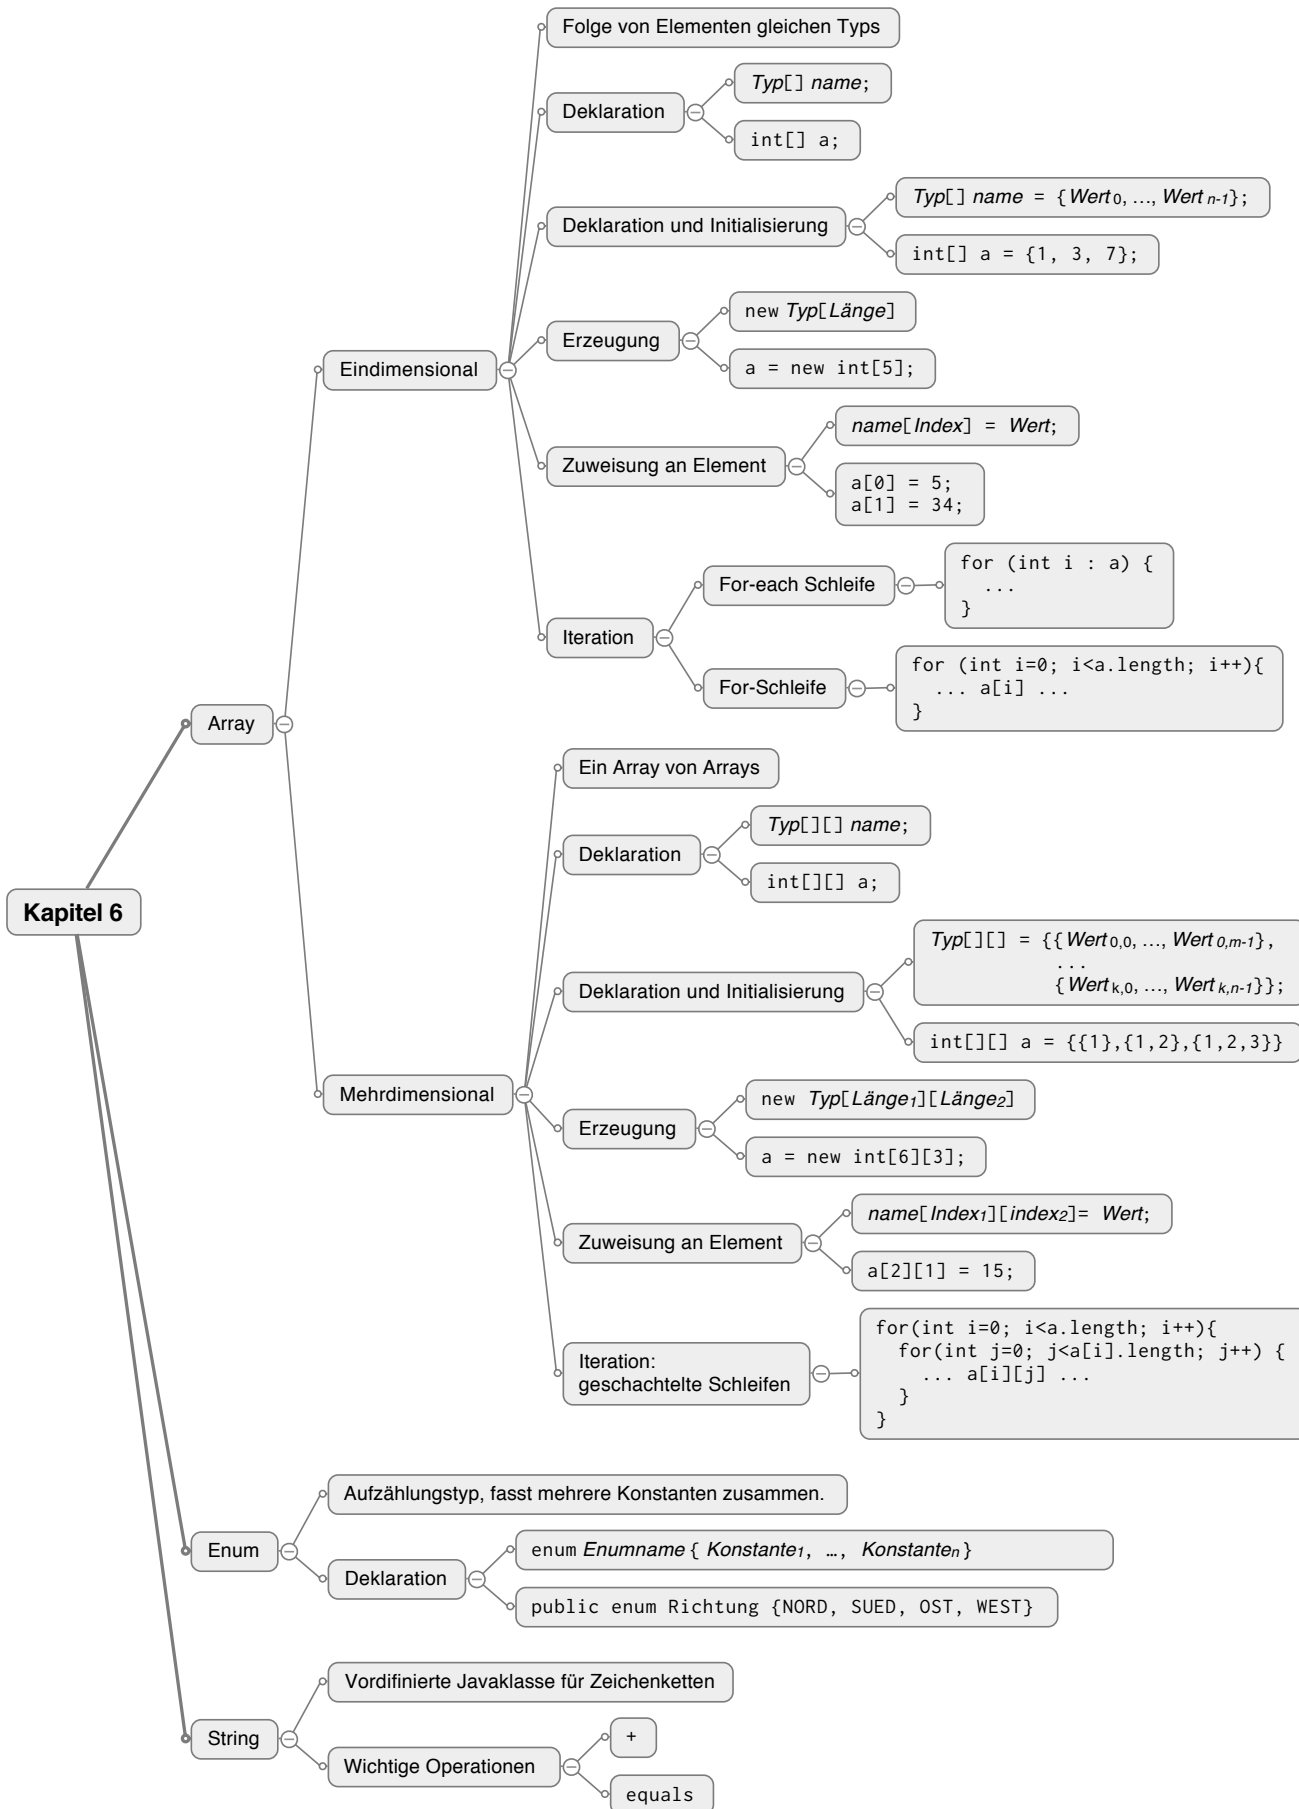 Folge von Elementen gleichen Typs
Typ[] name;
Deklaration
int[] a;
Typ[] name = {Wert0, ..., Wert n-1};
Deklaration und Initialisierung
int[] a = {1, 3, 7};
new Typ[Länge]
Erzeugung
a = new int[5];
Eindimensional
name[Index] = Wert;
Zuweisung an Element
a[0] = 5;
a[1] = 34;
for (int i : a) {
...
}
For-each Schleife
Iteration
for (int i=0; i<a.length; i++){
... a[i] ...
}
For-Schleife
Array
Ein Array von Arrays
Typ[][] name;
Deklaration
int[][] a;
Kapitel 6
Typ[][] = {{Wert0,0, ..., Wert0,m-1},
...
{Wertk,0, ..., Wertk,n-1}};
Deklaration und Initialisierung
int[][] a = {{1},{1,2},{1,2,3}}
Mehrdimensional
new Typ[Länge1][Länge2]
Erzeugung
a = new int[6][3];
name[Index1][index2]= Wert;
Zuweisung an Element
a[2][1] = 15;
for(int i=0; i<a.length; i++){
for(int j=0; j<a[i].length; j++) {
... a[i][j] ...
}
}
Iteration:
geschachtelte Schleifen
Aufzählungstyp, fasst mehrere Konstanten zusammen.
Enum
enum Enumname { Konstante1, ..., Konstanten}
Deklaration
public enum Richtung {NORD, SUED, OST, WEST}
Vordifinierte Javaklasse für Zeichenketten
String
+
Wichtige Operationen
equals